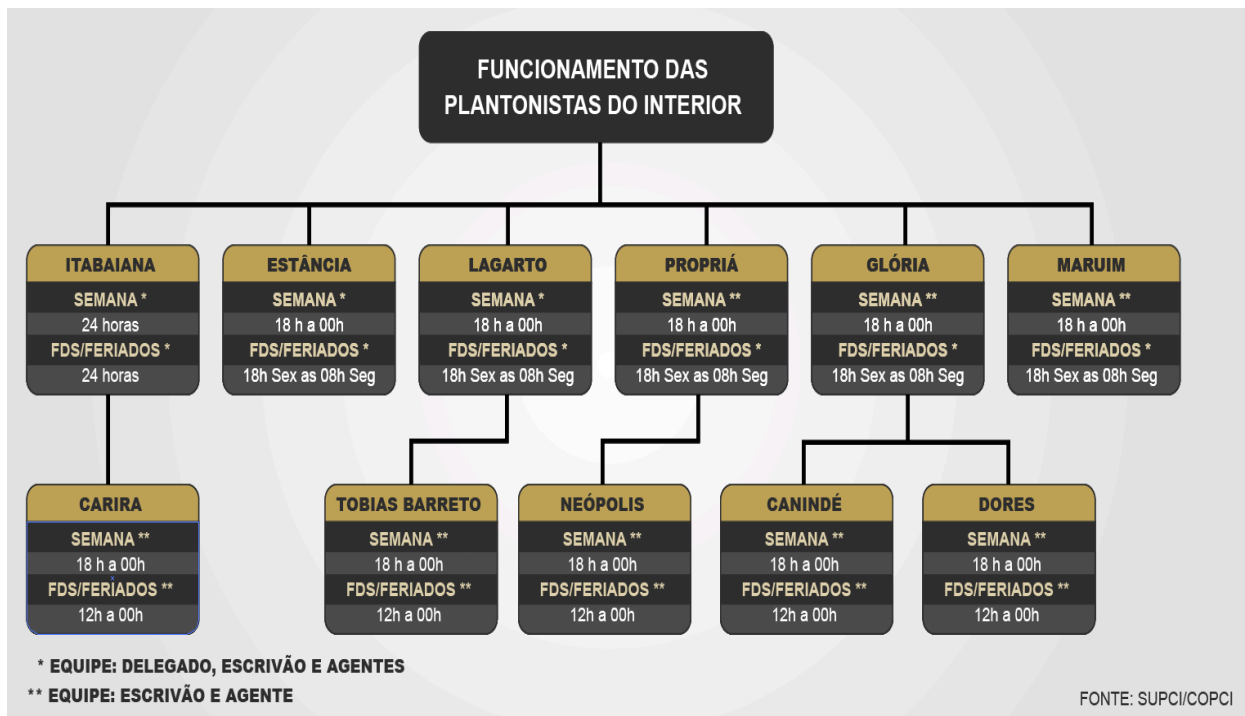 FUNCIONAMENTO DAS
PLANTONISTAS DO INTERIOR
ITABAIANA
SEMANA *
24 horas
FDS/FERIADOS *
24 horas
ESTÂNCIA
SEMANA *
18 h a 00h
FDS/FERIADOS *
18h Sex as 08h Seg
LAGARTO
SEMANA *
18 h a 00h
FDS/FERIADOS *
18h Sex as 08h Seg
PROPRIÁ
SEMANA **
18 h a 00h
FDS/FERIADOS *
18h Sex as 08h Seg
GLÓRIA
SEMANA **
18 h a 00h
FDS/FERIADOS *
18h Sex as 08h Seg
MARUIM
SEMANA **
18 h a 00h
FDS/FERIADOS *
18h Sex as 08h Seg
CARIRA
SEMANA **
18 h a 00h
FDS/FERIADOS **
12h a 00h
TOBIAS BARRETO
SEMANA **
18 h a 00h
FDS/FERIADOS **
12h a 00h
NEÓPOLIS
SEMANA **
18 h a 00h
FDS/FERIADOS **
12h a 00h
CANINDÉ
SEMANA **
18 h a 00h
FDS/FERIADOS **
12h a 00h
DORES
SEMANA **
18 h a 00h
FDS/FERIADOS **
12h a 00h
* EQUIPE: DELEGADO, ESCRIVÃO E AGENTES
** EQUIPE: ESCRIVÃO E AGENTE
FONTE: SUPCI/COPCI